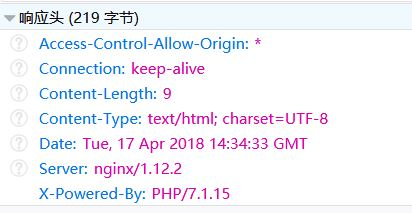 响应头 (219 字节)
Access-Control-Allow-Origin: *
Connection: keep-alive
Content-Length: 9
Content-Type: text/html; charset=UTF-8
Date: Tue, 17 Apr 2018 14:34:33 GMT
Server: nginx/1.12.2
X-Powered-By: PHP/7.1.15